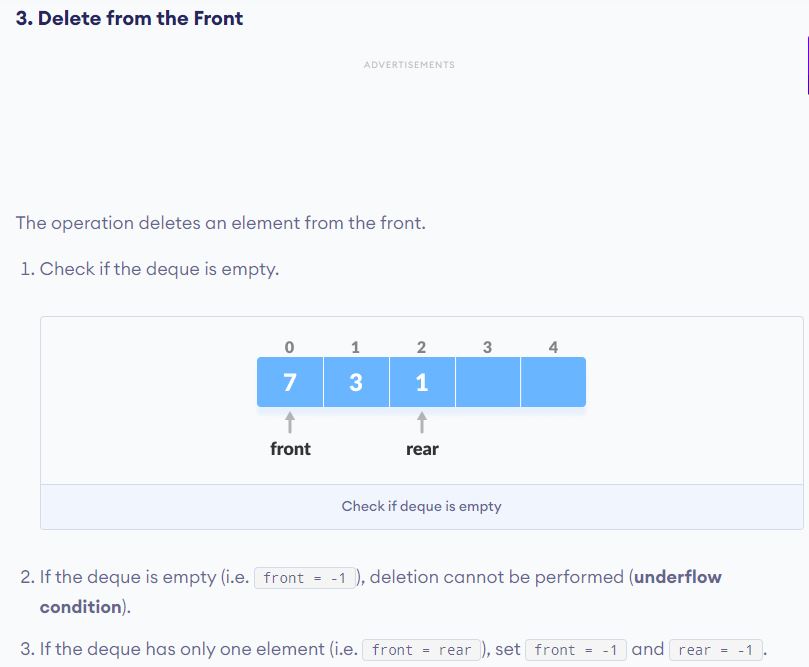 3. Delete from the Front
ADVERTISEMENTS
The operation deletes an element from the front.
1. Check if the deque is empty.
0 1 2 3 4
7 3 1
front rear
Check if deque is empty
2. If the deque is empty (i.e. front = -1 ), deletion cannot be performed (underflow
condition).
3. If the deque has only one element (i.e. front = rear ), set front = -1 and rear = -1 .